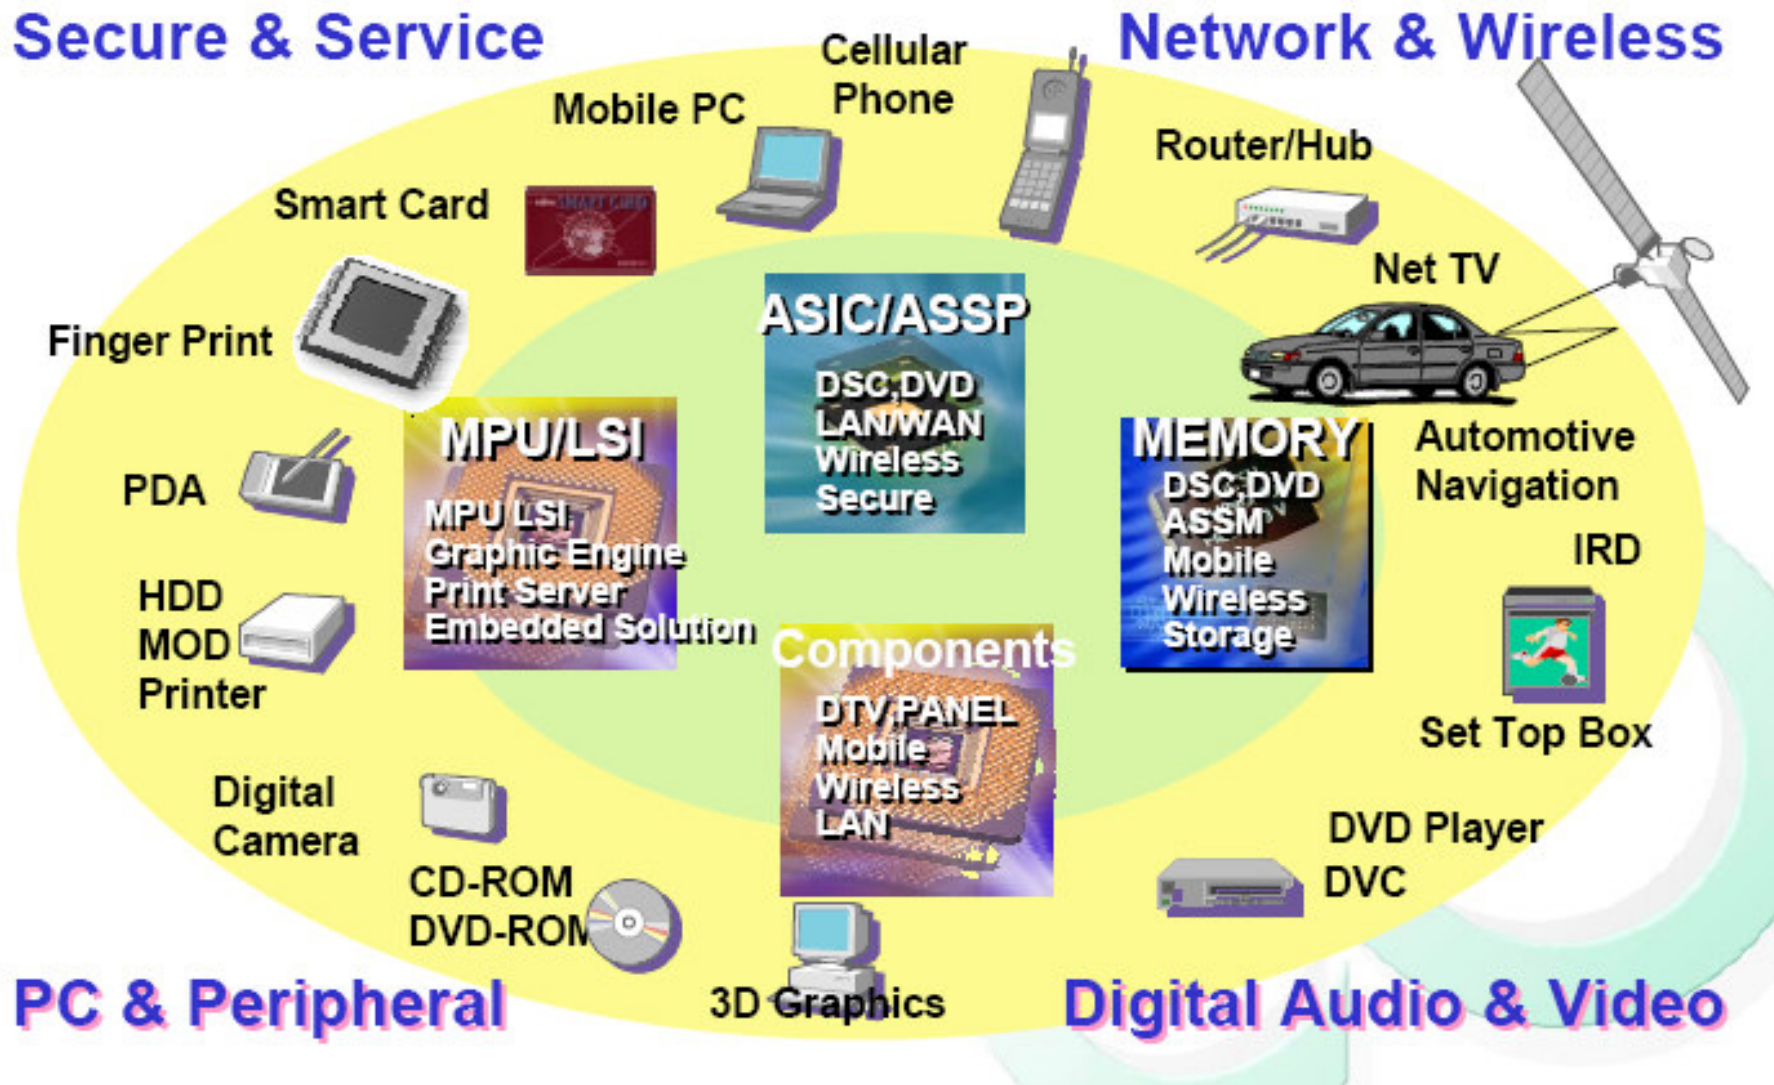 Secure & Service
Network & Wireless
Cellular
Phone
Mobile PC
Router/Hub
Smart Card
SMART CARD
Net TV
Finger Print
ASIC/ASSP
DSC,DVD
LAN/WAN
Wireless
Secure
MPU/LSI
MPU LSI
Graphic Engine
Print Server
Embedded Solution
MEMORY
DSC,DVD
ASSM
Mobile
Wireless
Storage
Automotive
Navigation
PDA
IRD
HDD
MOD
Printer
Components
DTV,PANEL
Mobile
Wireless
LAN
Set Top Box
Digital
Camera
DVD Player
DVC
CD-ROM
DVD-ROM
3D Graphics
PC & Peripheral
Digital Audio & Video